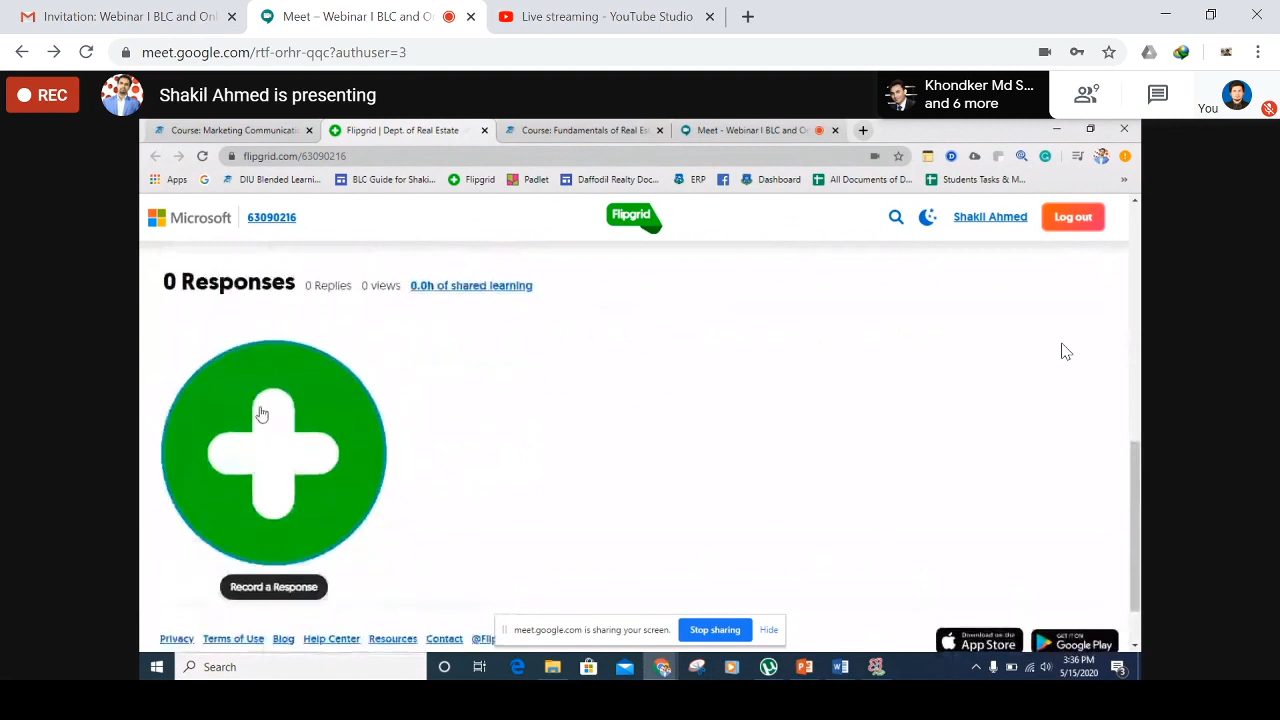 Invitation: Webinar I BLC and Onl
Meet – Webinar I BLC and O
Live streaming - YouTube Studio
meet.google.com/rtf-orhr-qqc?authuser=3
REC
Shakil Ahmed is presenting
Khondker Md S...
and 6 more
9
You
Course: Marketing Communicati
Flipgrid | Dept. of Real Estate
Course: Fundamentals of Real Es
Meet - Webinar I BLC and On
flipgrid.com/63090216
Apps
DIU Blended Learni...
BLC Guide for Shaki...
Flipgrid
Padlet
Daffodil Realty Doc...
ERP
Dashboard
All Documents of D...
Students Tasks & M...
»
Microsoft
63090216
Flipgrid
Shakil Ahmed
Log out
0 Responses
0 Replies
0 views
0.0h of shared learning
Record a Response
meet.google.com is sharing your screen.
Stop sharing
Hide
Privacy
Terms of Use
Blog
Help Center
Resources
Contact
@Flip
Download on the
App Store
GET IT ON
Google Play
Search
3:36 PM
5/15/2020
3